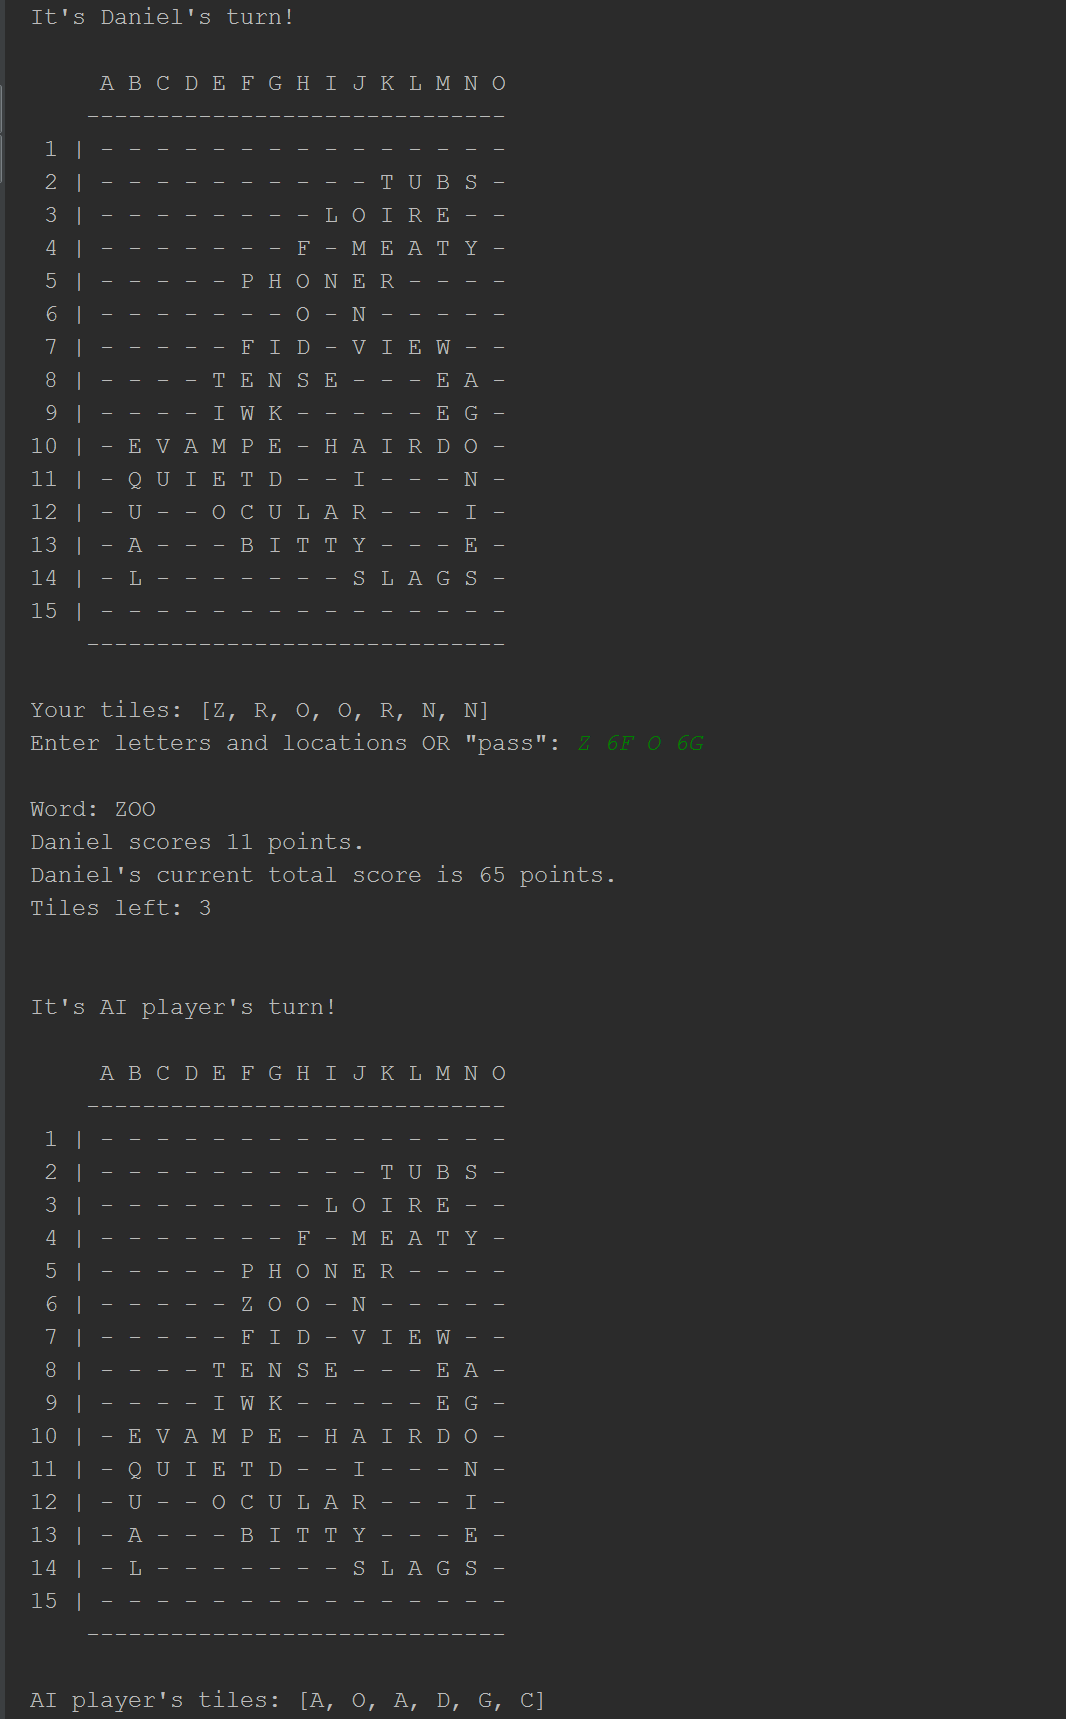 It's Daniel's turn!
A B C D E F G H I J K L M N O
------------------------------
1 | - - - - - - - - - - - - - - -
2 | - - - - - - - - - - T U B S -
3 | - - - - - - - - L O I R E - -
4 | - - - - - - - F - M E A T Y -
5 | - - - - - P H O N E R - - - -
6 | - - - - - - - O - N - - - - -
7 | - - - - - F I D - V I E W - -
8 | - - - - T E N S E - - - E A -
9 | - - - - I W K - - - - - E G -
10 | - E V A M P E - H A I R D O -
11 | - Q U I E T D - - I - - - N -
12 | - U - - O C U L A R - - - I -
13 | - A - - - B I T T Y - - - E -
14 | - L - - - - - - - S L A G S -
15 | - - - - - - - - - - - - - - -
------------------------------
Your tiles: [Z, R, O, O, R, N, N]
Enter letters and locations OR "pass": Z 6F O 6G
Word: ZOO
Daniel scores 11 points.
Daniel's current total score is 65 points.
Tiles left: 3
It's AI player's turn!
A B C D E F G H I J K L M N O
------------------------------
1 | - - - - - - - - - - - - - - -
2 | - - - - - - - - - - T U B S -
3 | - - - - - - - - L O I R E - -
4 | - - - - - - - F - M E A T Y -
5 | - - - - - P H O N E R - - - -
6 | - - - - - Z O O - N - - - - -
7 | - - - - - F I D - V I E W - -
8 | - - - - T E N S E - - - E A -
9 | - - - - I W K - - - - - E G -
10 | - E V A M P E - H A I R D O -
11 | - Q U I E T D - - I - - - N -
12 | - U - - O C U L A R - - - I -
13 | - A - - - B I T T Y - - - E -
14 | - L - - - - - - - S L A G S -
15 | - - - - - - - - - - - - - - -
------------------------------
AI player's tiles: [A, O, A, D, G, C]